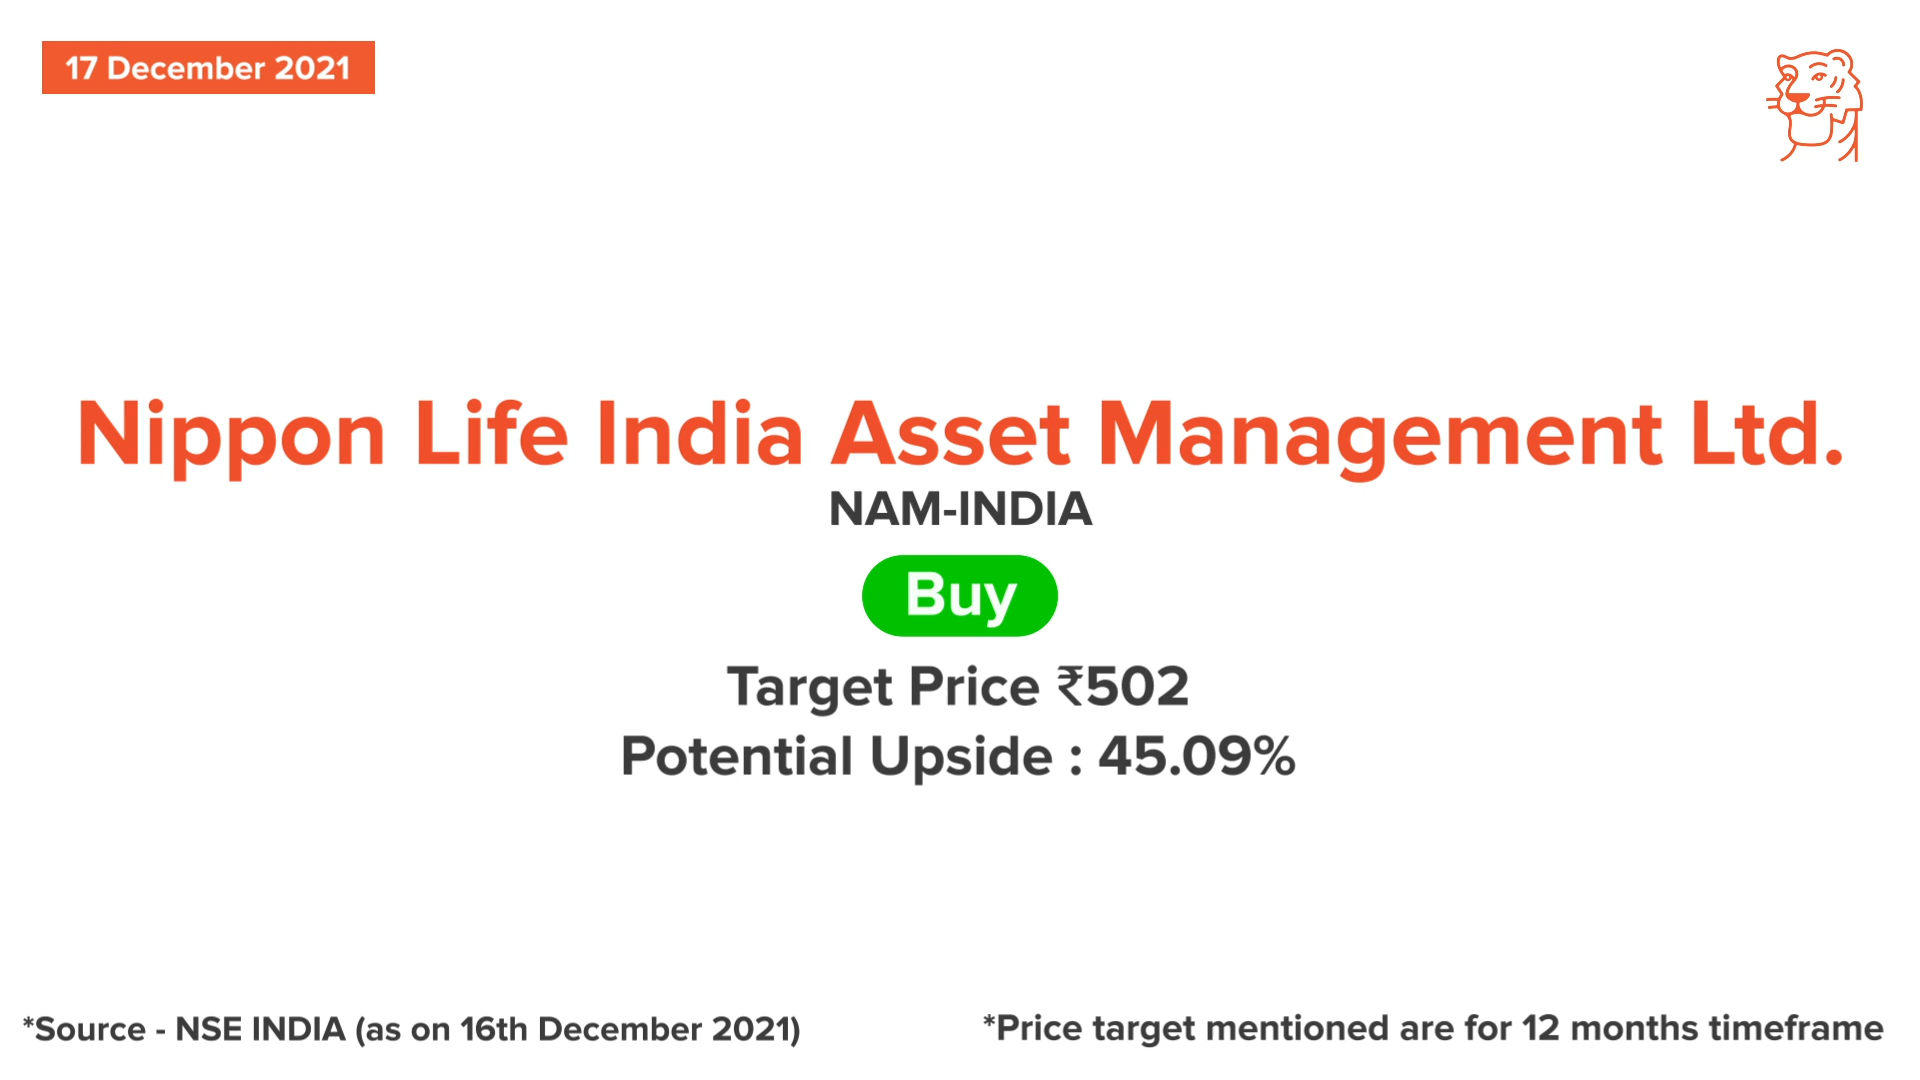 17 December 2021
Nippon Life India Asset Management Ltd.
NAM-INDIA
Buy
Target Price ₹502
Potential Upside : 45.09%
*Source - NSE INDIA (as on 16th December 2021)
*Price target mentioned are for 12 months timeframe